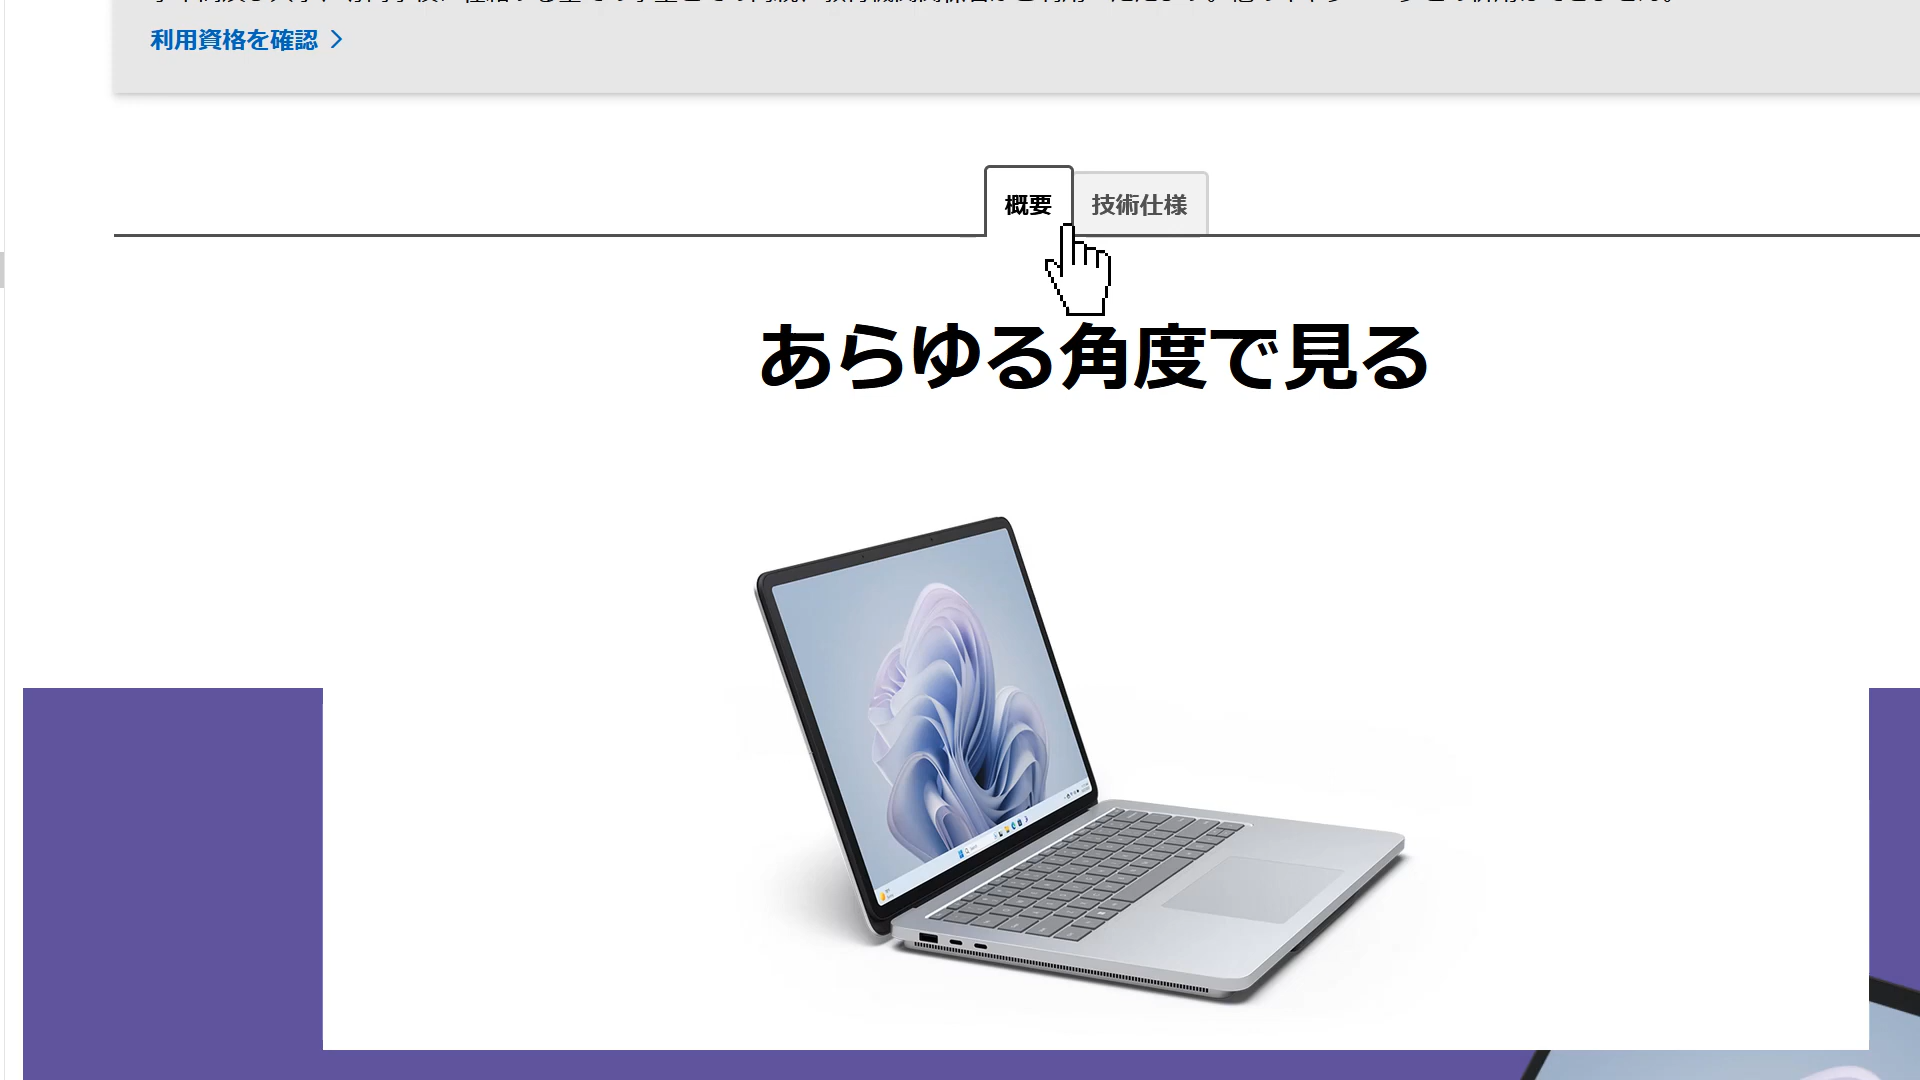 利用資格を確認
概要 技術仕様
あらゆる角度で見る